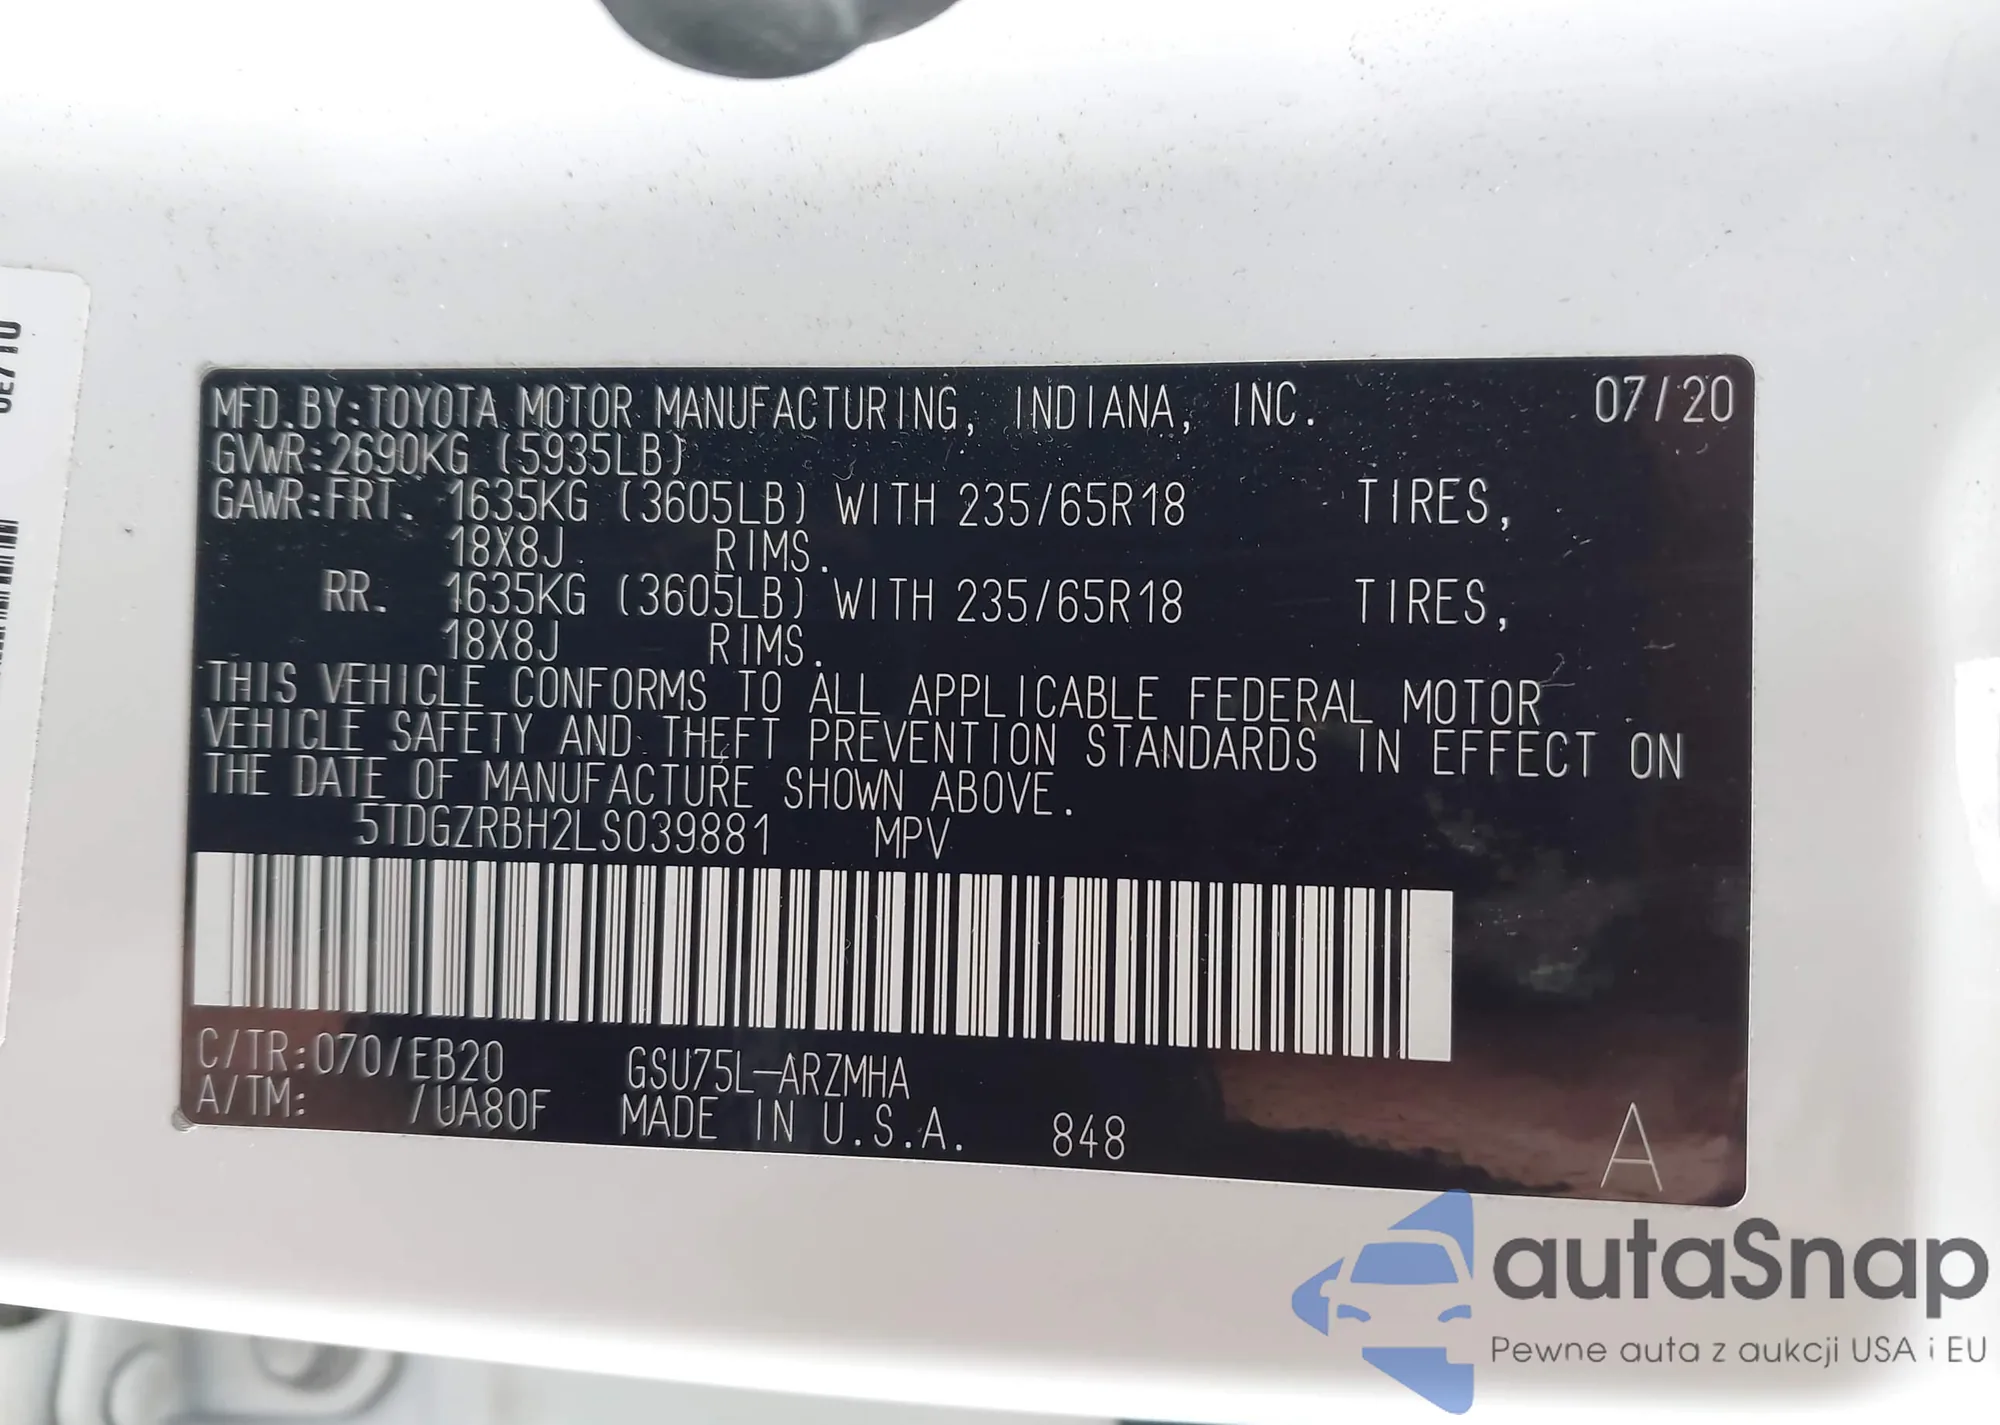 MFD.BY:TOYOTA MOTOR MANUFACTURING, INDIANA, INC. 07/20
GVWR:2690KG (5935LB)
GAWR:FRT. 1635KG (3605LB) WITH 235/65R18 TIRES,
18X8J RIMS.
RR. 1635KG (3605LB) WITH 235/65R18 TIRES,
18X8J RIMS.
THIS VEHICLE CONFORMS TO ALL APPLICABLE FEDERAL MOTOR
VEHICLE SAFETY AND THEFT PREVENTION STANDARDS IN EFFECT ON
THE DATE OF MANUFACTURE SHOWN ABOVE.
5TDGZRBH2LS039881 MPV
C/TR:070/EB20 GSU75L-ARZMHA
A/TM: /UA80F MADE IN U.S.A. 848 A
autoSnap
Pewne auta z aukcji USA i EU